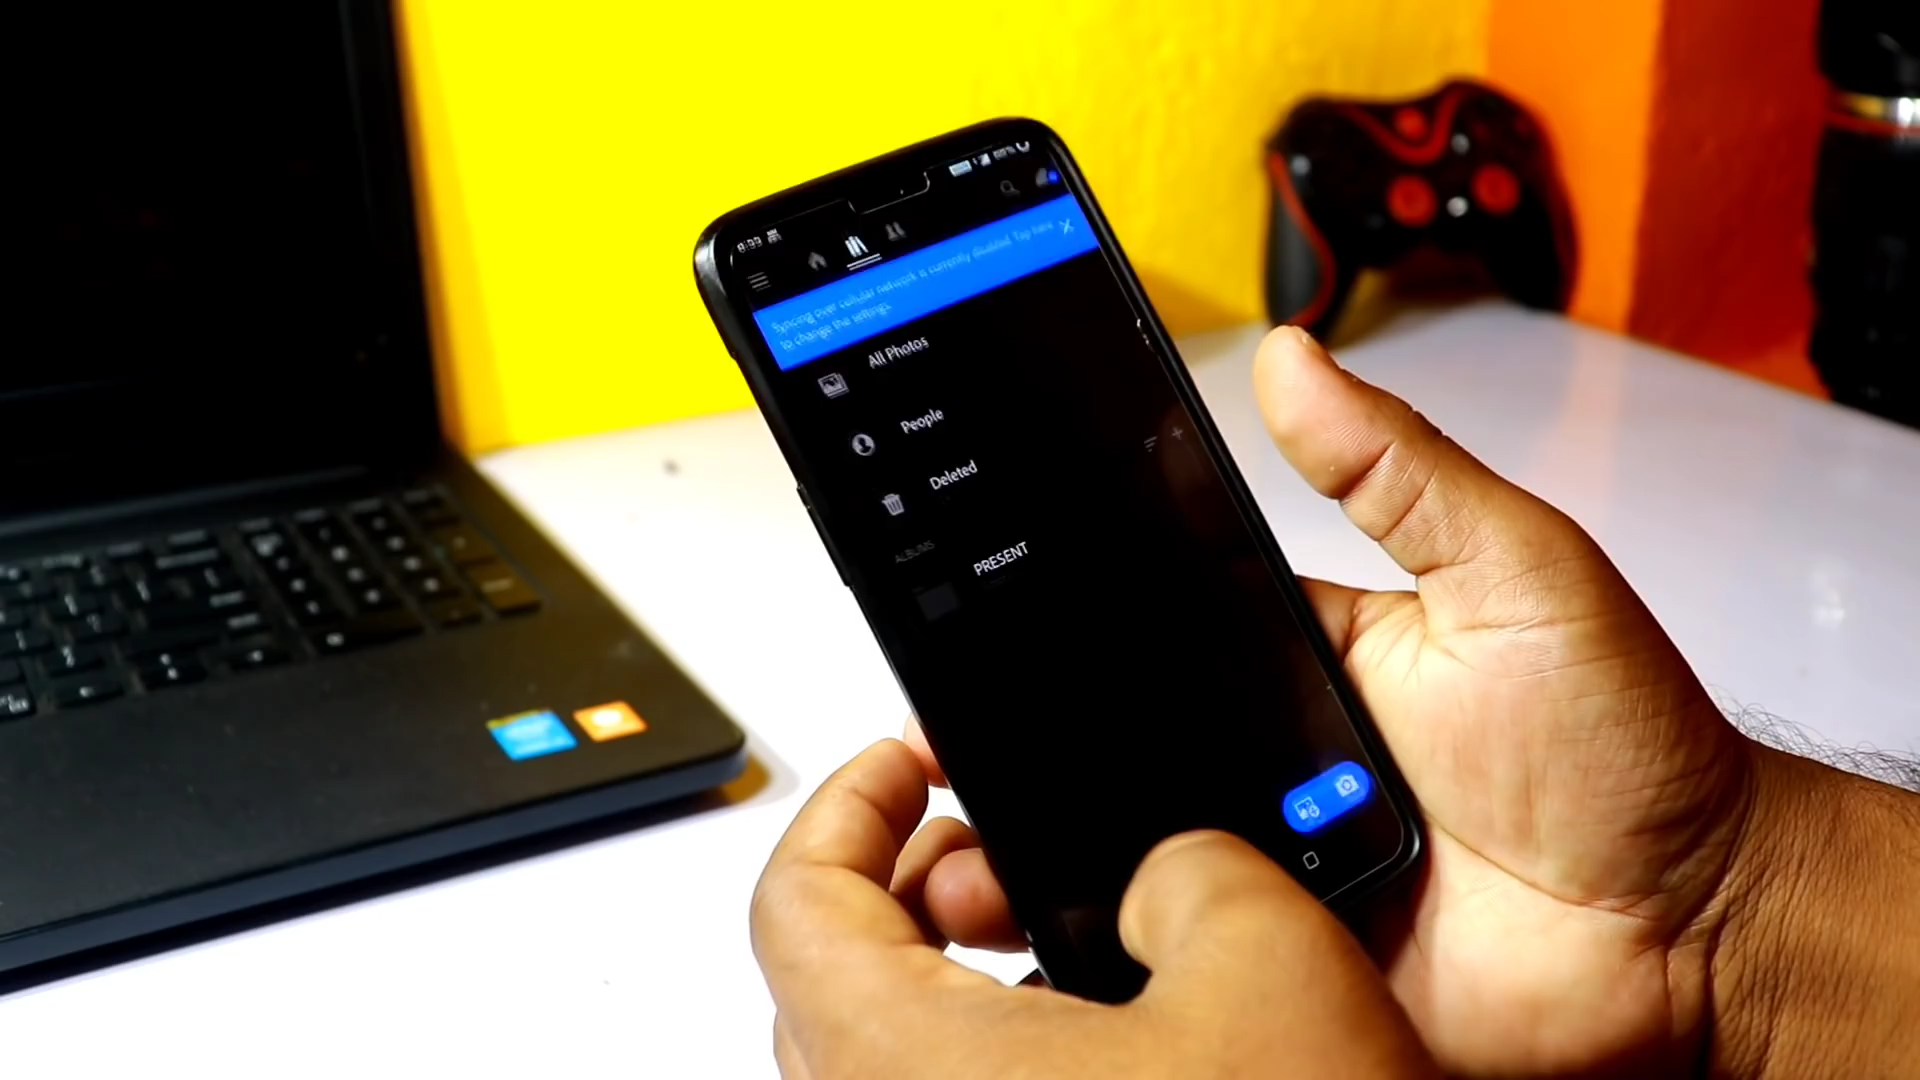 Syncing over cellular network is currently disabled. Tap here
to change the settings.
All Photos
People
Deleted
ALBUMS
PRESENT